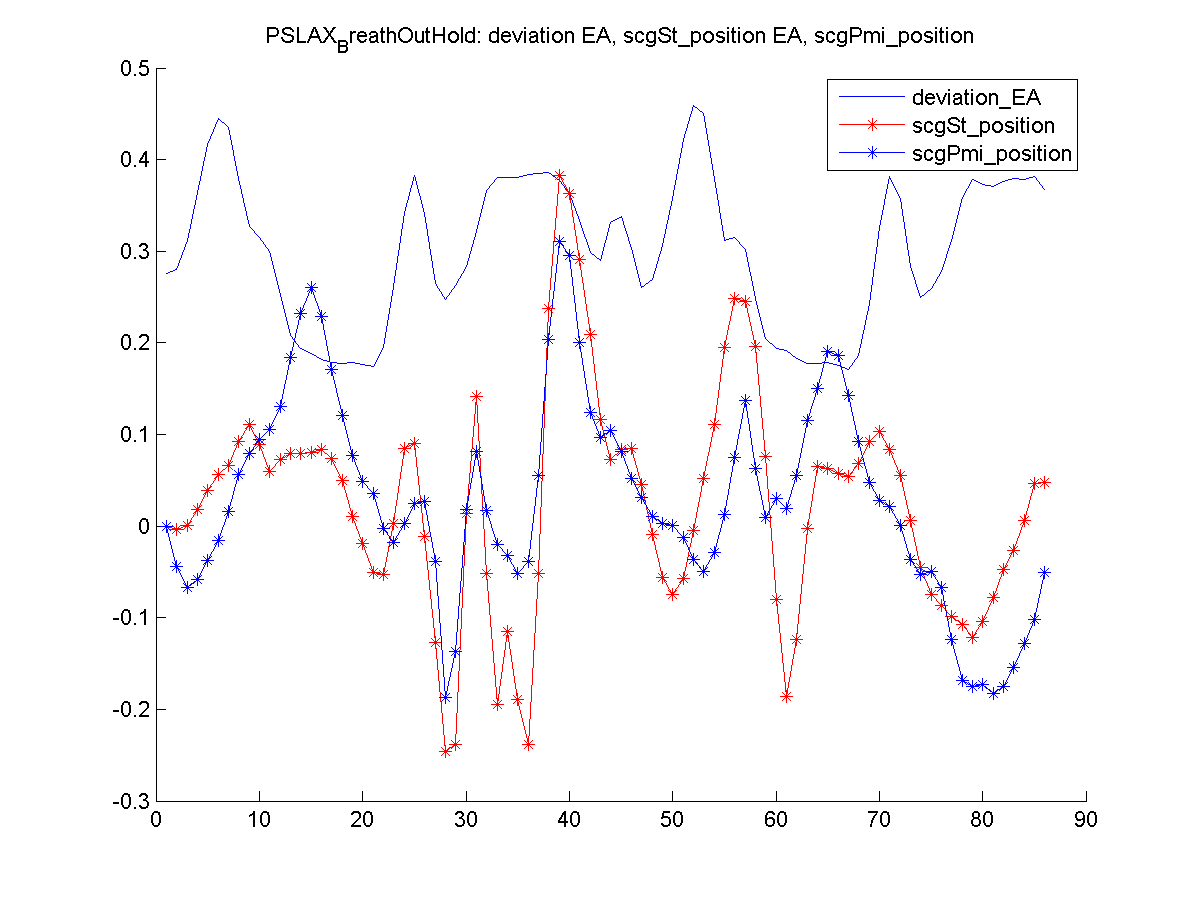 PSLAX_BreathOutHold: deviation EA, scgSt_position EA, scgPmi_position
0.5
deviation_EA
scgSt_position
scgPmi_position
0.4
0.3
0.2
0.1
0
-0.1
-0.2
-0.3
0 10 20 30 40 50 60 70 80 90